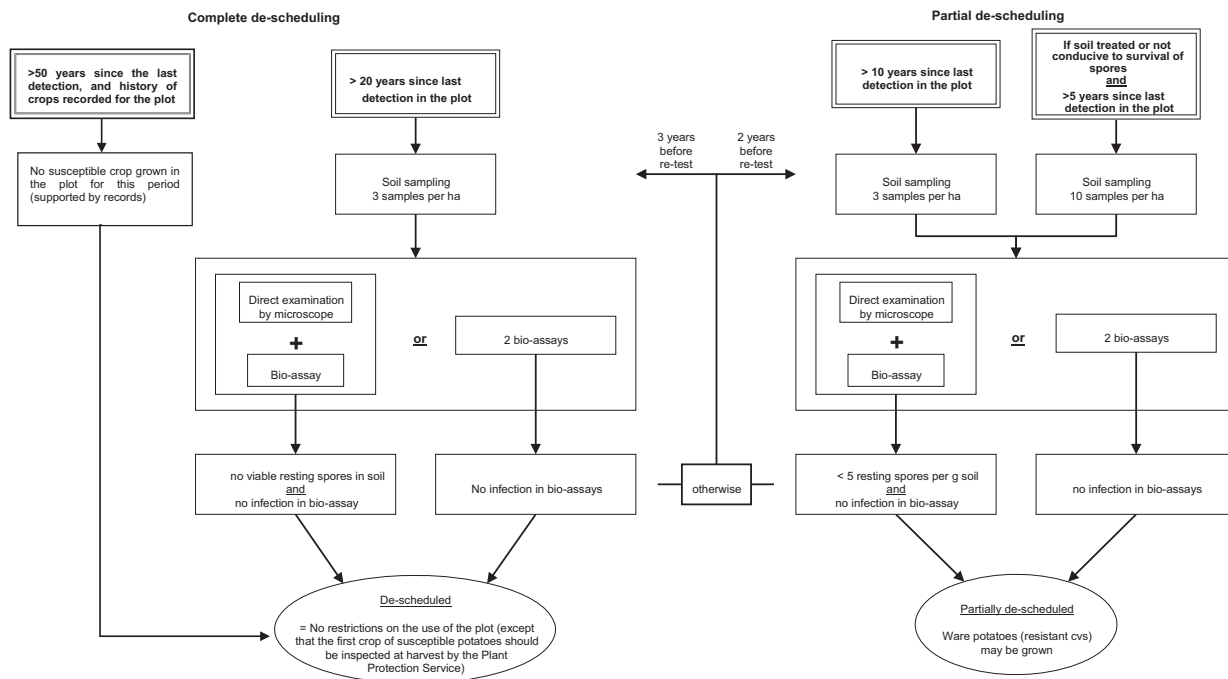 Complete de-scheduling
>50 years since the last
detection, and history of
crops recorded for the plot
> 20 years since last
detection in the plot
No susceptible crop grown in
the plot for this period
(supported by records)
Soil sampling
3 samples per ha
Direct examination
by microscope
+
Bio-assay
or
2 bio-assays
no viable resting spores in soil
and
no infection in bio-assay
No infection in bio-assays
De-scheduled
= No restrictions on the use of the plot (except
that the first crop of susceptible potatoes should
be inspected at harvest by the Plant
Protection Service)
3 years
before
re-test
2 years
before
re-test
otherwise
Partial de-scheduling
> 10 years since last
detection in the plot
If soil treated or not
conducive to survival of
spores
and
>5 years since last
detection in the plot
Soil sampling
3 samples per ha
Soil sampling
10 samples per ha
Direct examination
by microscope
+
Bio-assay
or
2 bio-assays
< 5 resting spores per g soil
and
no infection in bio-assay
no infection in bio-assays
Partially de-scheduled
Ware potatoes (resistant cvs)
may be grown